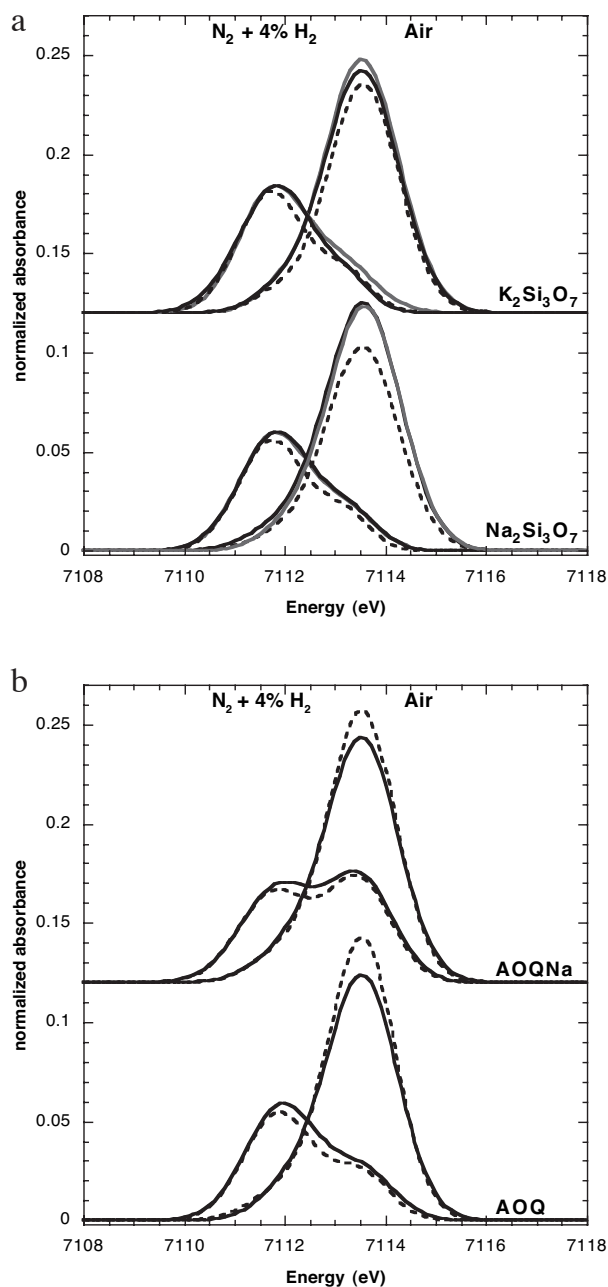 a
N₂ + 4% H₂ Air
0.25
0.2
0.15
K₂Si₃O₇
0.1
0.05
Na₂Si₃O₇
0
normalized absorbance
7108 7110 7112 7114 7116 7118
Energy (eV)
b
N₂ + 4% H₂ Air
0.25
0.2
0.15
AOQNa
0.1
0.05
AOQ
0
normalized absorbance
7108 7110 7112 7114 7116 7118
Energy (eV)